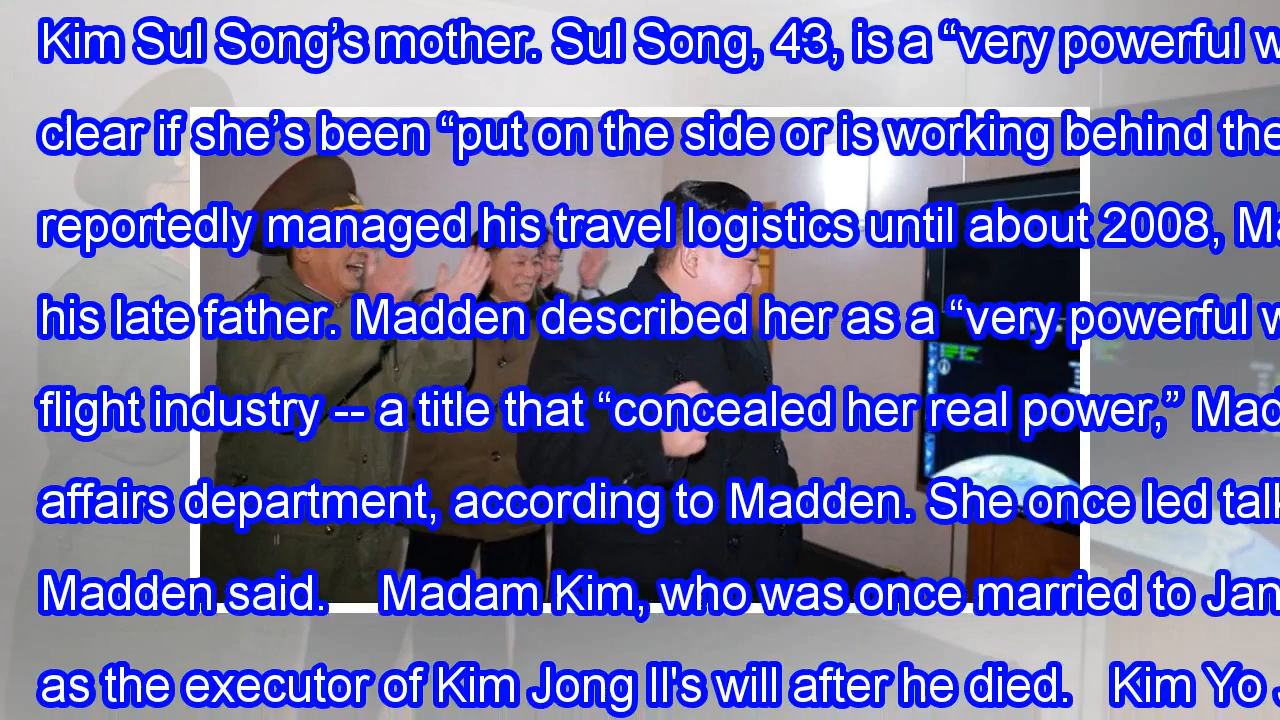 Kim Sul Song’s mother. Sul Song, 43, is a “very powerful
clear if she’s been “put on the side or is working behind the
reportedly managed his travel logistics until about 2008,
his late father. Madden described her as a “very powerful
flight industry -- a title that “concealed her real power,”
affairs department, according to Madden. She once led
Madden said. Madam Kim, who was once married to
as the executor of Kim Jong Il's will after he died. Kim Yo